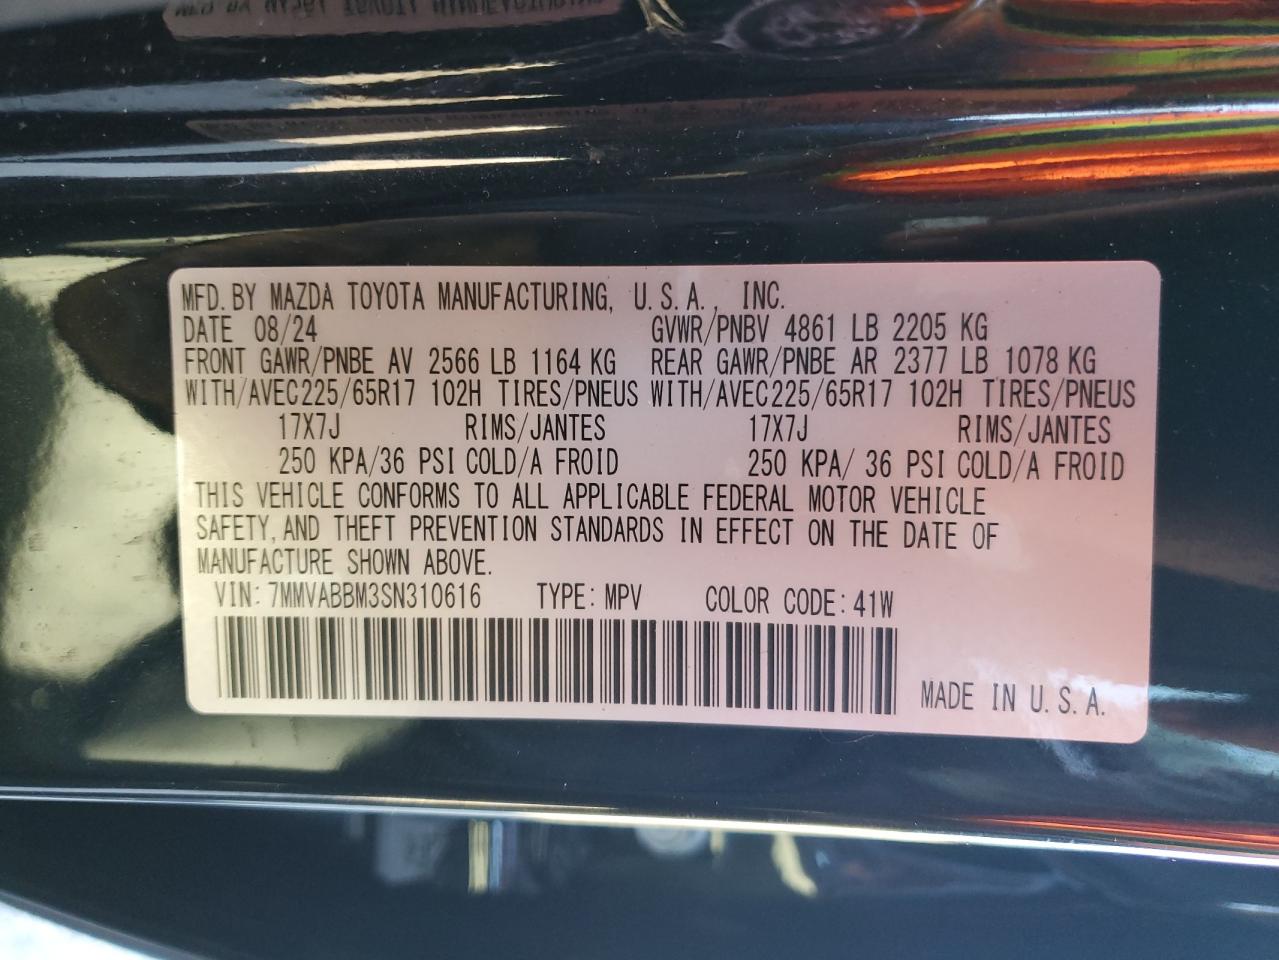 MFD. BY MAZDA TOYOTA MANUFACTURING, U.S.A., INC.
DATE 08/24 GVWR/PNBV 4861 LB 2205 KG
FRONT GAWR/PNBE AV 2566 LB 1164 KG REAR GAWR/PNBE AR 2377 LB 1078 KG
WITH/AVEC225/65R17 102H TIRES/PNEUS WITH/AVEC225/65R17 102H TIRES/PNEUS
17X7J RIMS/JANTES 17X7J RIMS/JANTES
250 KPA/36 PSI COLD/A FROID 250 KPA/ 36 PSI COLD/A FROID
THIS VEHICLE CONFORMS TO ALL APPLICABLE FEDERAL MOTOR VEHICLE
SAFETY, AND THEFT PREVENTION STANDARDS IN EFFECT ON THE DATE OF
MANUFACTURE SHOWN ABOVE.
VIN: 7MMVABBM3SN310616 TYPE: MPV COLOR CODE: 41W
MADE IN U.S.A.